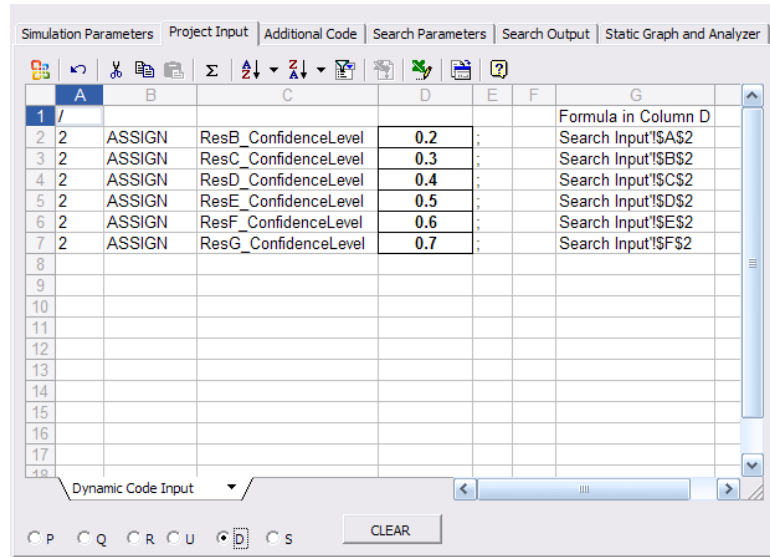 Simulation Parameters Project Input Additional Code Search Parameters Search Output Static Graph and Analyzer
Σ A Z Z A ?
A B C D E F G
1 / Formula in Column D
2 2 ASSIGN ResB_ConfidenceLevel 0.2 ; Search Input'!$A$2
3 2 ASSIGN ResC_ConfidenceLevel 0.3 ; Search Input'!$B$2
4 2 ASSIGN ResD_ConfidenceLevel 0.4 ; Search Input'!$C$2
5 2 ASSIGN ResE_ConfidenceLevel 0.5 ; Search Input'!$D$2
6 2 ASSIGN ResF_ConfidenceLevel 0.6 ; Search Input'!$E$2
7 2 ASSIGN ResG_ConfidenceLevel 0.7 ; Search Input'!$F$2
8
9
10
11
12
13
14
15
16
17
18
Dynamic Code Input
P Q R U D S CLEAR